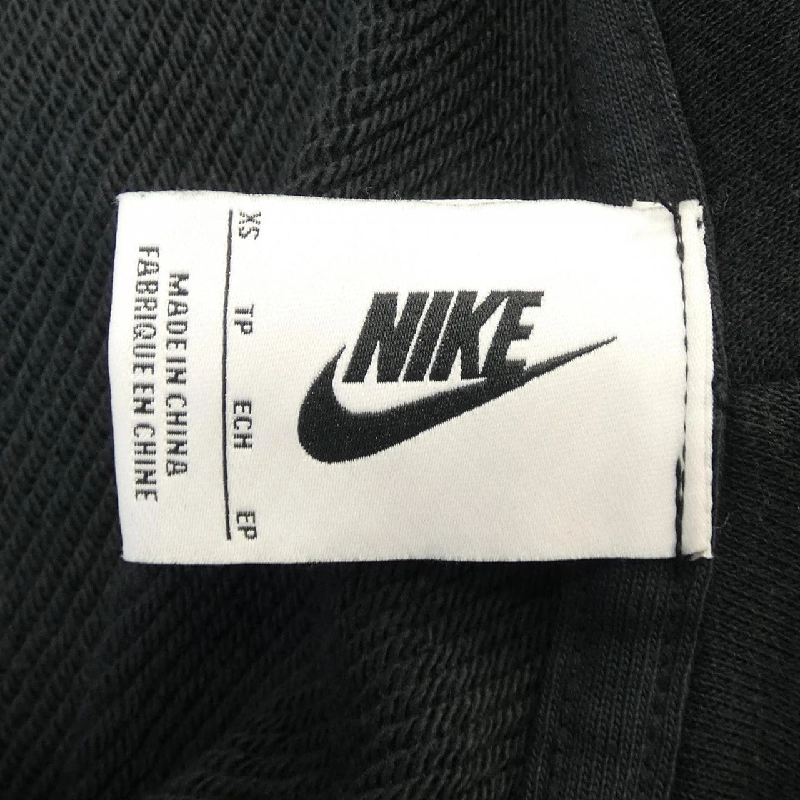 NIKE
XS TP ECH EP
MADE IN CHINA
FABRIQUE EN CHINE